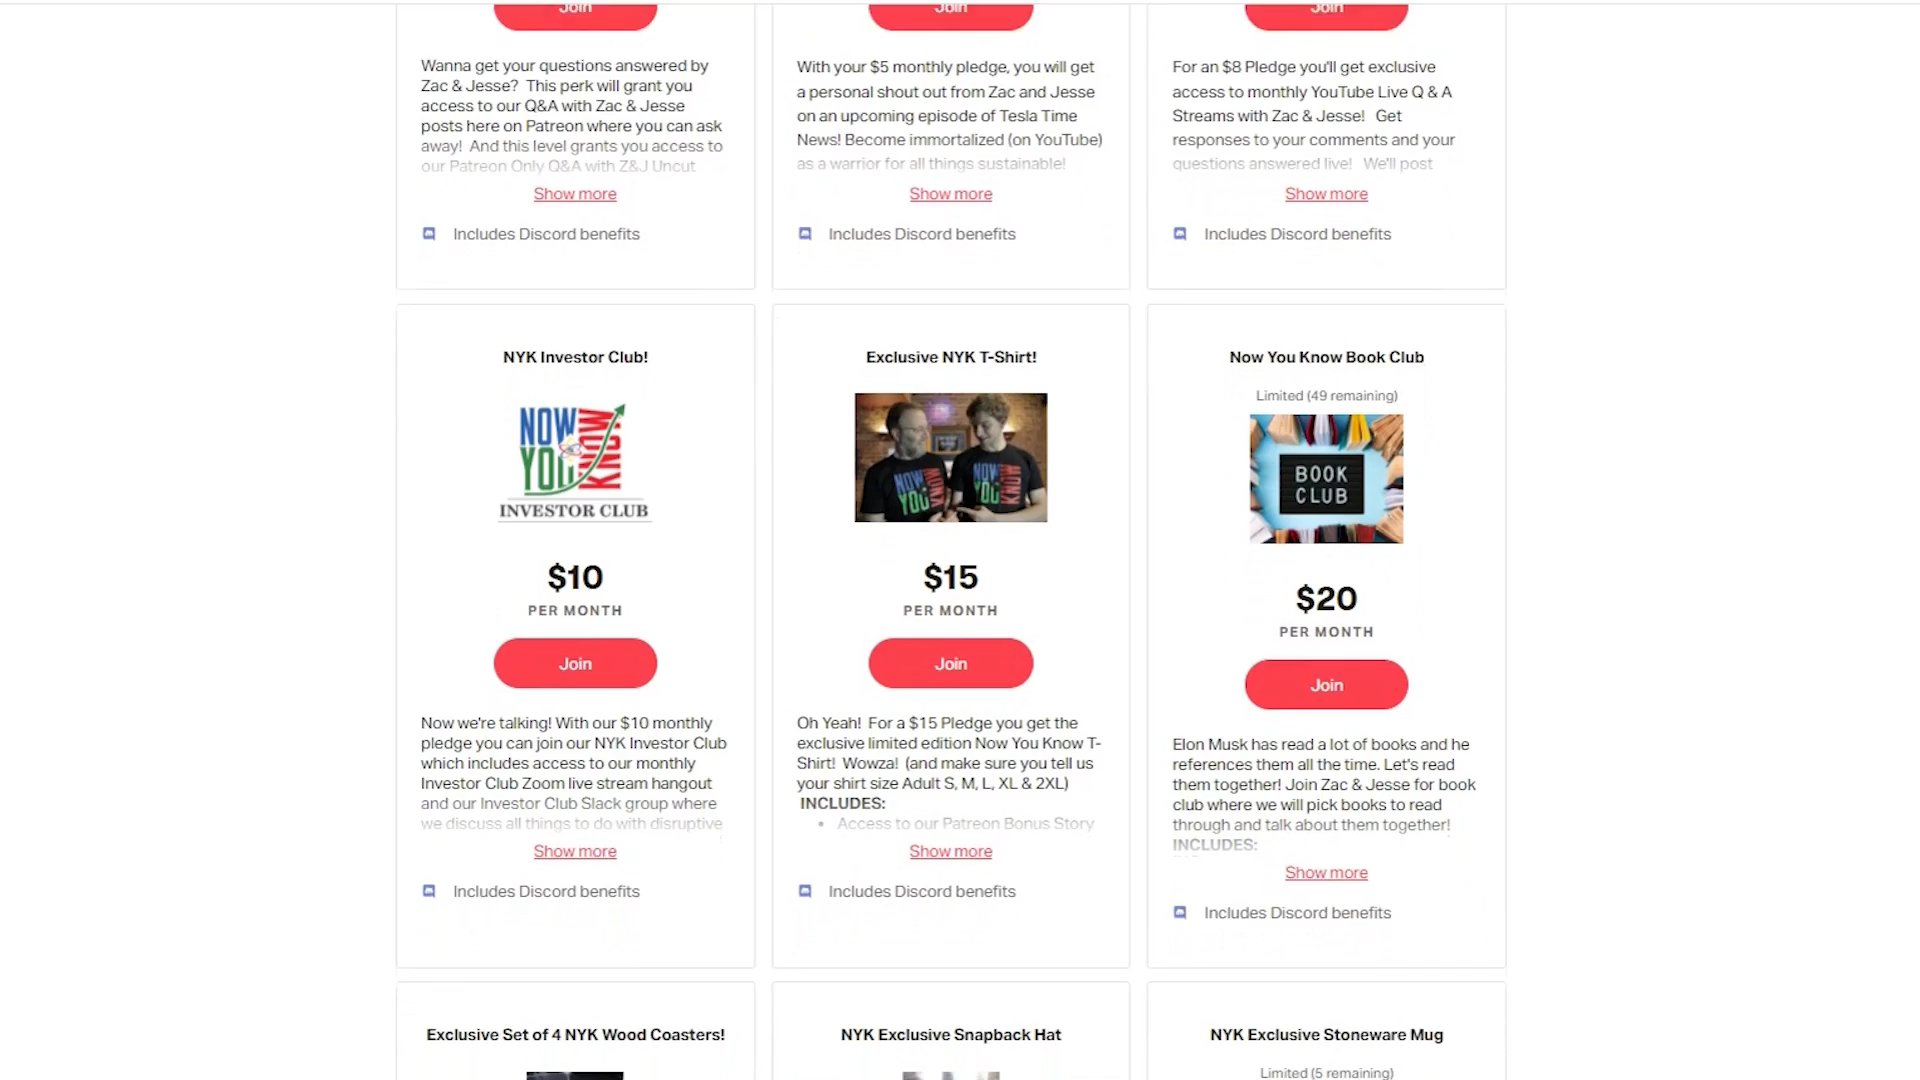 Join
Wanna get your questions answered by
Zac & Jesse? This perk will grant you
access to our Q&A with Zac & Jesse
posts here on Patreon where you can ask
away! And this level grants you access to
our Patreon Only Q&A with Z&J Uncut
Show more
Includes Discord benefits
Join
With your $5 monthly pledge, you will get
a personal shout out from Zac and Jesse
on an upcoming episode of Tesla Time
News! Become immortalized (on YouTube)
as a warrior for all things sustainable!
Show more
Includes Discord benefits
Join
For an $8 Pledge you'll get exclusive
access to monthly YouTube Live Q & A
Streams with Zac & Jesse! Get
responses to your comments and your
questions answered live! We'll post
Show more
Includes Discord benefits
NYK Investor Club!
NOW
YOU
KNOW
INVESTOR CLUB
$10
PER MONTH
Join
Now we're talking! With our $10 monthly
pledge you can join our NYK Investor Club
which includes access to our monthly
Investor Club Zoom live stream hangout
and our Investor Club Slack group where
we discuss all things to do with disruptive
Show more
Includes Discord benefits
Exclusive NYK T-Shirt!
NOW
YOU
KNOW
NOW
YOU
KNOW
$15
PER MONTH
Join
Oh Yeah! For a $15 Pledge you get the
exclusive limited edition Now You Know T-
Shirt! Wowza! (and make sure you tell us
your shirt size Adult S, M, L, XL & 2XL)
INCLUDES:
• Access to our Patreon Bonus Story
Show more
Includes Discord benefits
Now You Know Book Club
Limited (49 remaining)
BOOK
CLUB
$20
PER MONTH
Join
Elon Musk has read a lot of books and he
references them all the time. Let's read
them together! Join Zac & Jesse for book
club where we will pick books to read
through and talk about them together!
INCLUDES:
Show more
Includes Discord benefits
Exclusive Set of 4 NYK Wood Coasters!
NYK Exclusive Snapback Hat
NYK Exclusive Stoneware Mug
Limited (5 remaining)